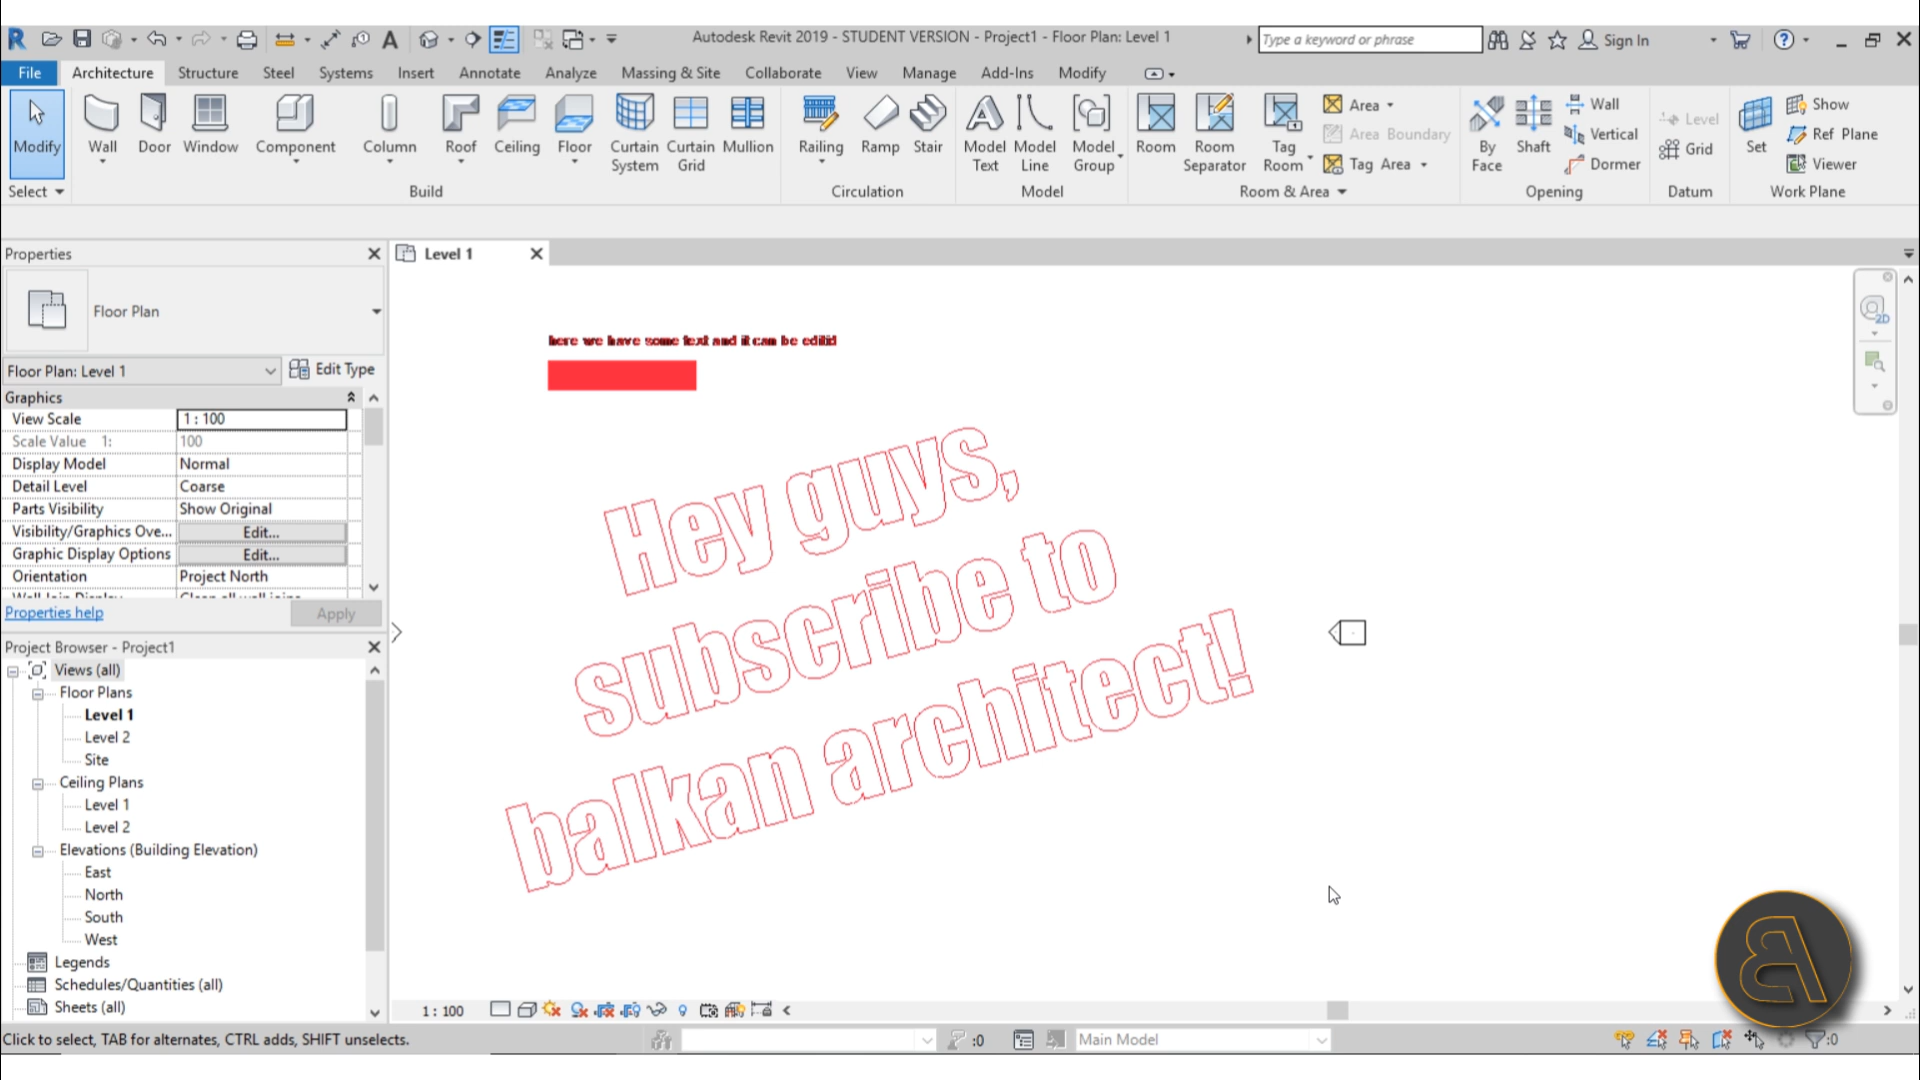 Autodesk Revit 2019 - STUDENT VERSION - Project1 - Floor Plan: Level 1
Type a keyword or phrase
Sign In
File Architecture Structure Steel Systems Insert Annotate Analyze Massing & Site Collaborate View Manage Add-Ins Modify
Modify
Wall
Door
Window
Component
Column
Roof
Ceiling
Floor
Curtain System
Curtain Grid
Mullion
Railing
Ramp
Stair
Model Text
Model Line
Model Group
Room
Room Separator
Tag Room
Area
Area Boundary
Tag Area
By Face
Shaft
Wall
Vertical
Dormer
Level
Grid
Set
Show
Ref Plane
Viewer
Select
Build
Circulation
Model
Room & Area
Opening
Datum
Work Plane
Properties
Floor Plan
Floor Plan: Level 1
Edit Type
Graphics
View Scale 1 : 100
Scale Value 1: 100
Display Model Normal
Detail Level Coarse
Parts Visibility Show Original
Visibility/Graphics Ove... Edit...
Graphic Display Options Edit...
Orientation Project North
Properties help
Apply
Project Browser - Project1
Views (all)
Floor Plans
Level 1
Level 2
Site
Ceiling Plans
Level 1
Level 2
Elevations (Building Elevation)
East
North
South
West
Legends
Schedules/Quantities (all)
Sheets (all)
Level 1
here we have some text and it can be editid
Hey guys,
subscribe to
balkan architect!
2D
1 : 100
Click to select, TAB for alternates, CTRL adds, SHIFT unselects.
:0
Main Model
:0